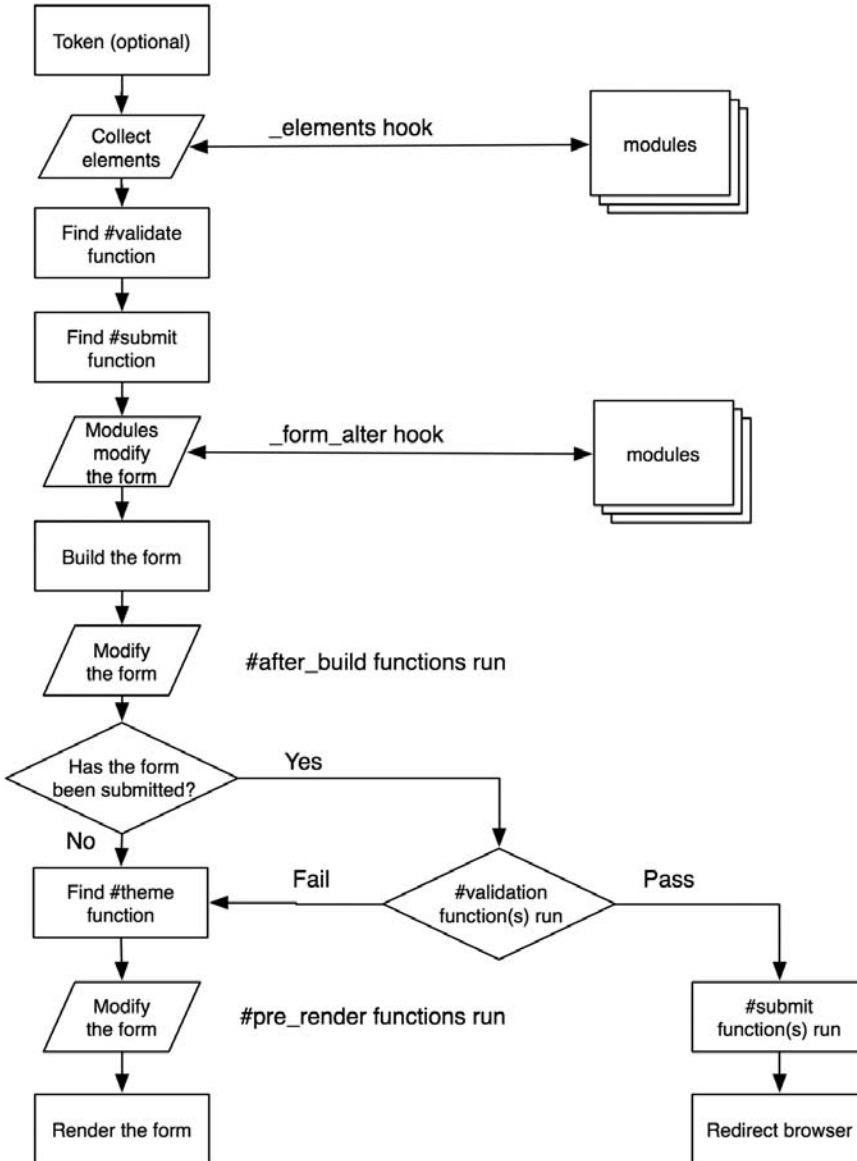 Token (optional)
Collect
elements
_elements hook
modules
Find #validate
function
Find #submit
function
Modules
modify
the form
_form_alter hook
modules
Build the form
Modify
the form
#after_build functions run
Has the form
been submitted?
Yes
No
Find #theme
function
Fail
#validation
function(s) run
Pass
Modify
the form
#pre_render functions run
#submit
function(s) run
Render the form
Redirect browser